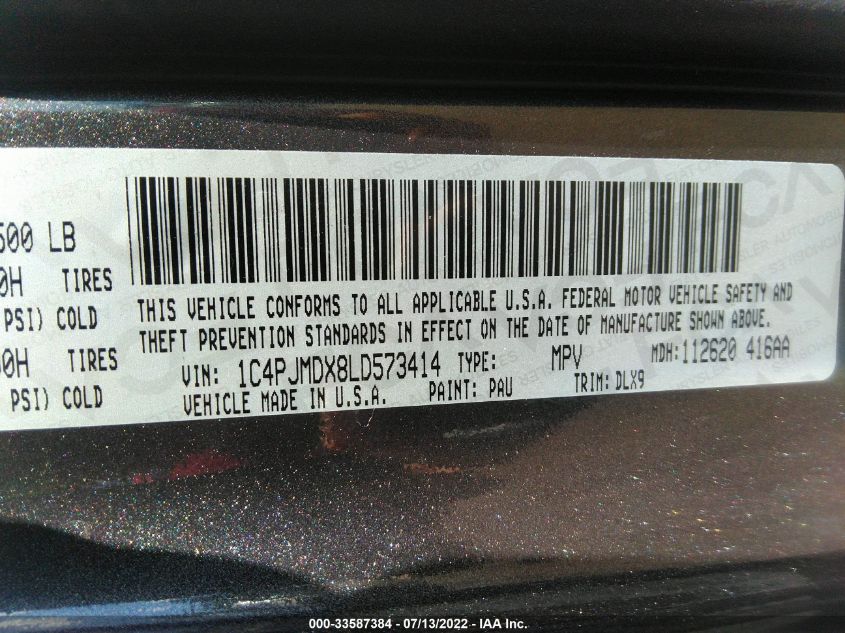 500 LB
0H TIRES
PSI) COLD
60H TIRES
PSI) COLD
THIS VEHICLE CONFORMS TO ALL APPLICABLE U.S.A. FEDERAL MOTOR VEHICLE SAFETY AND
THEFT PREVENTION STANDARDS IN EFFECT ON THE DATE OF MANUFACTURE SHOWN ABOVE.
VIN: 1C4PJMDX8LD573414 TYPE: MPV MDH: 112620 416AA
VEHICLE MADE IN U.S.A. PAINT: PAU TRIM: DLX9
000-33587384 - 07/13/2022 - IAA Inc.